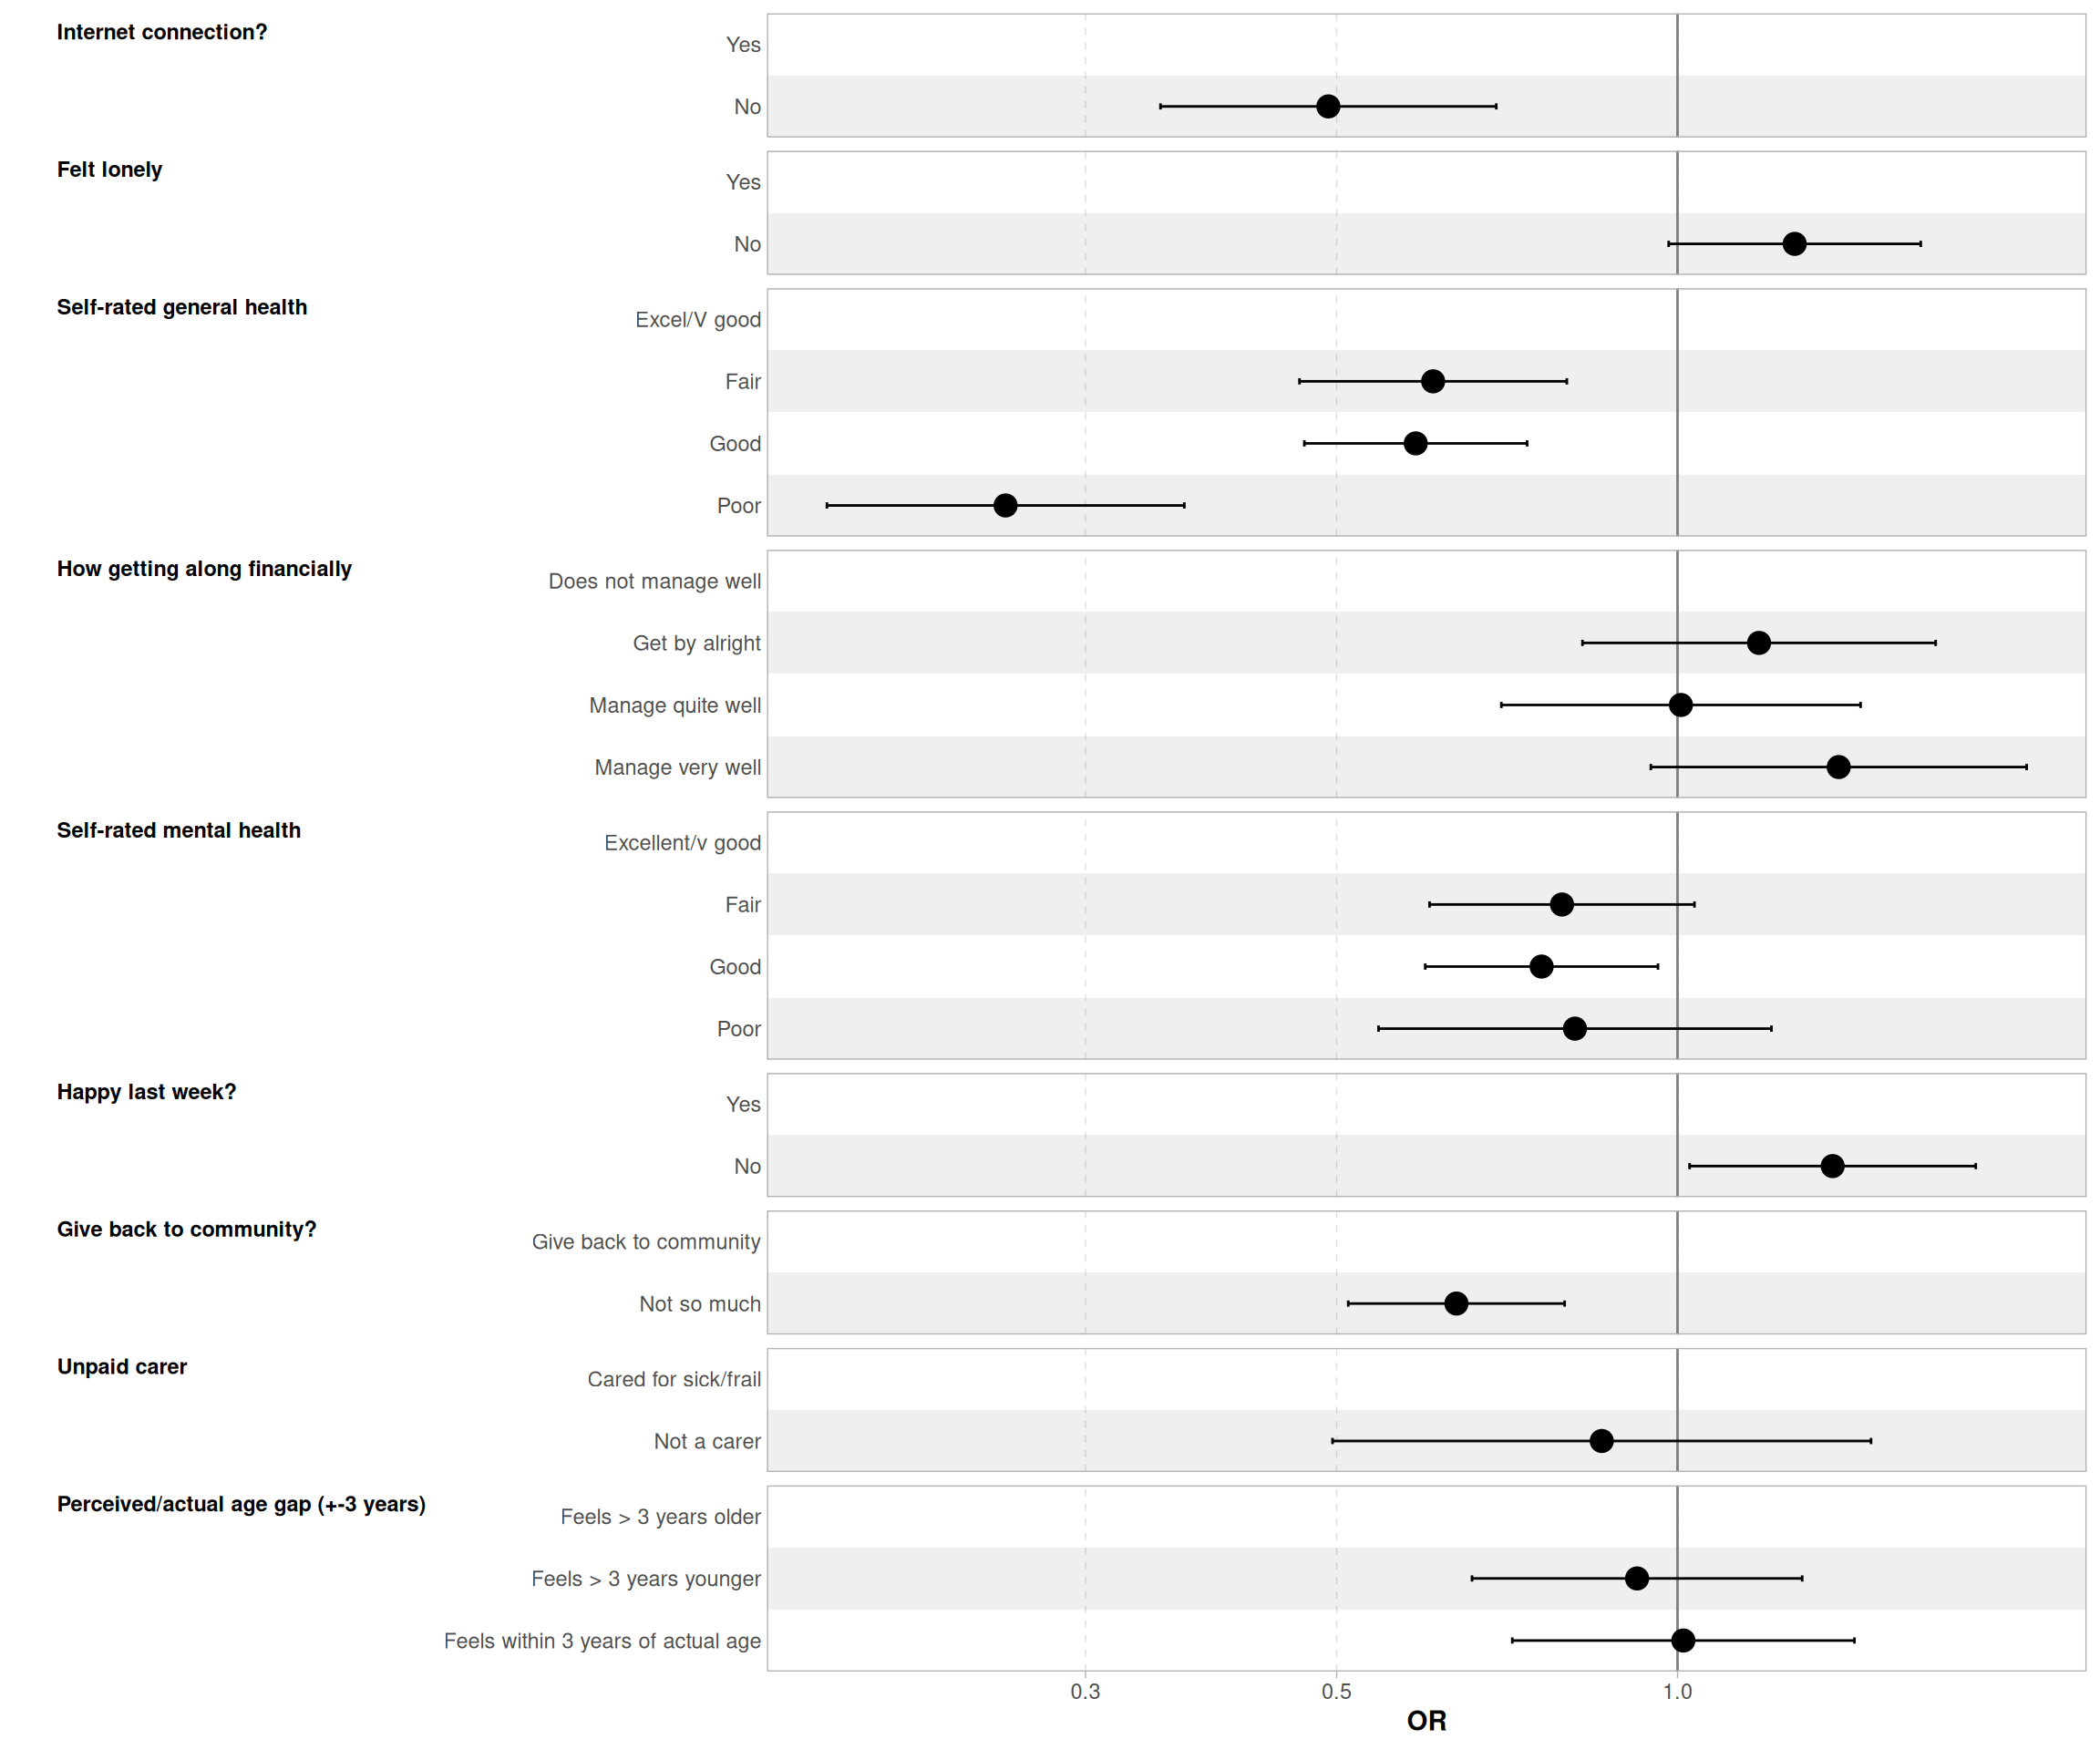 Internet connection?
Yes
No
Felt lonely
Yes
No
Self-rated general health
Excel/V good
Fair
Good
Poor
How getting along financially
Does not manage well
Get by alright
Manage quite well
Manage very well
Self-rated mental health
Excellent/v good
Fair
Good
Poor
Happy last week?
Yes
No
Give back to community?
Give back to community
Not so much
Unpaid carer
Cared for sick/frail
Not a carer
Perceived/actual age gap (+-3 years)
Feels > 3 years older
Feels > 3 years younger
Feels within 3 years of actual age
0.3 0.5 1.0
OR